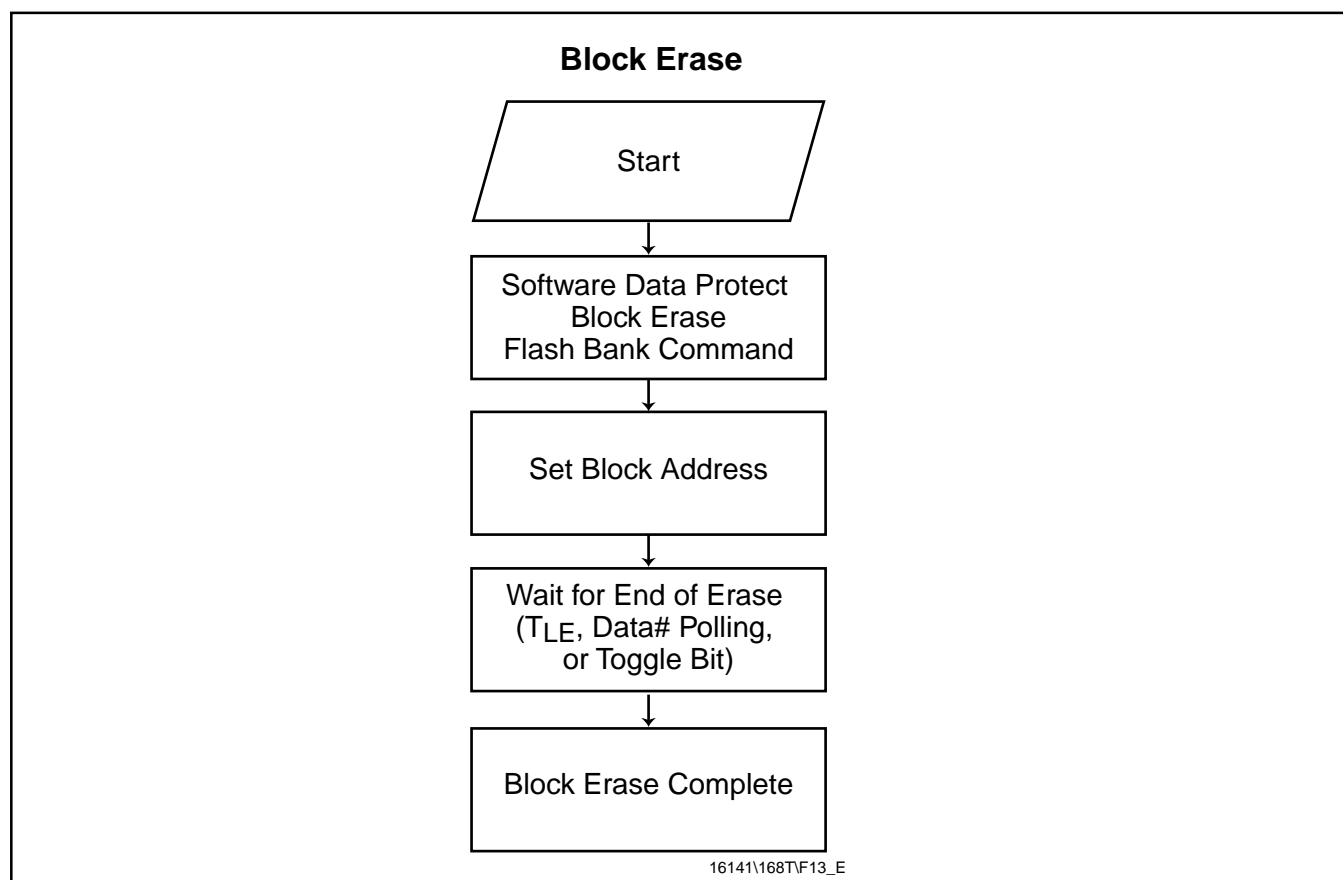 Block Erase
Start
Software Data Protect
Block Erase
Flash Bank Command
Set Block Address
Wait for End of Erase
(TLE, Data# Polling,
or Toggle Bit)
Block Erase Complete
16141\168T\F13_E